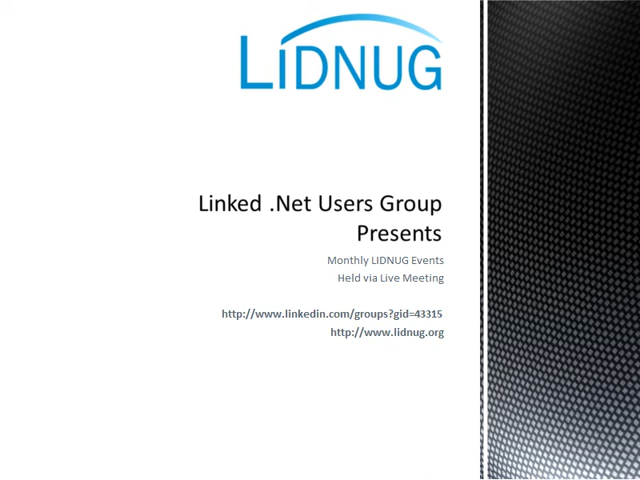 LIDNUG
Linked .Net Users Group
Presents
Monthly LIDNUG Events
Held via Live Meeting
http://www.linkedin.com/groups?gid=43315
http://www.lidnug.org